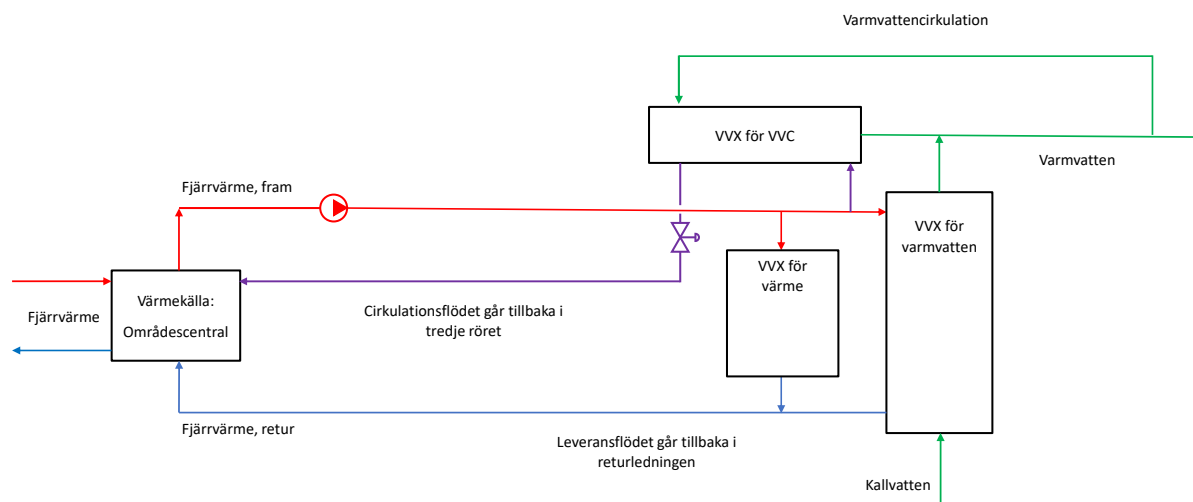 Varmvattencirkulation
VVX för VVC
Varmvatten
Fjärrvärme, fram
VVX för
varmvatten
VVX för
värme
Värmekälla:
Områdescentral
Fjärrvärme
Cirkulationsflödet går tillbaka i
tredje röret
Fjärrvärme, retur
Leveransflödet går tillbaka i
returledningen
Kallvatten